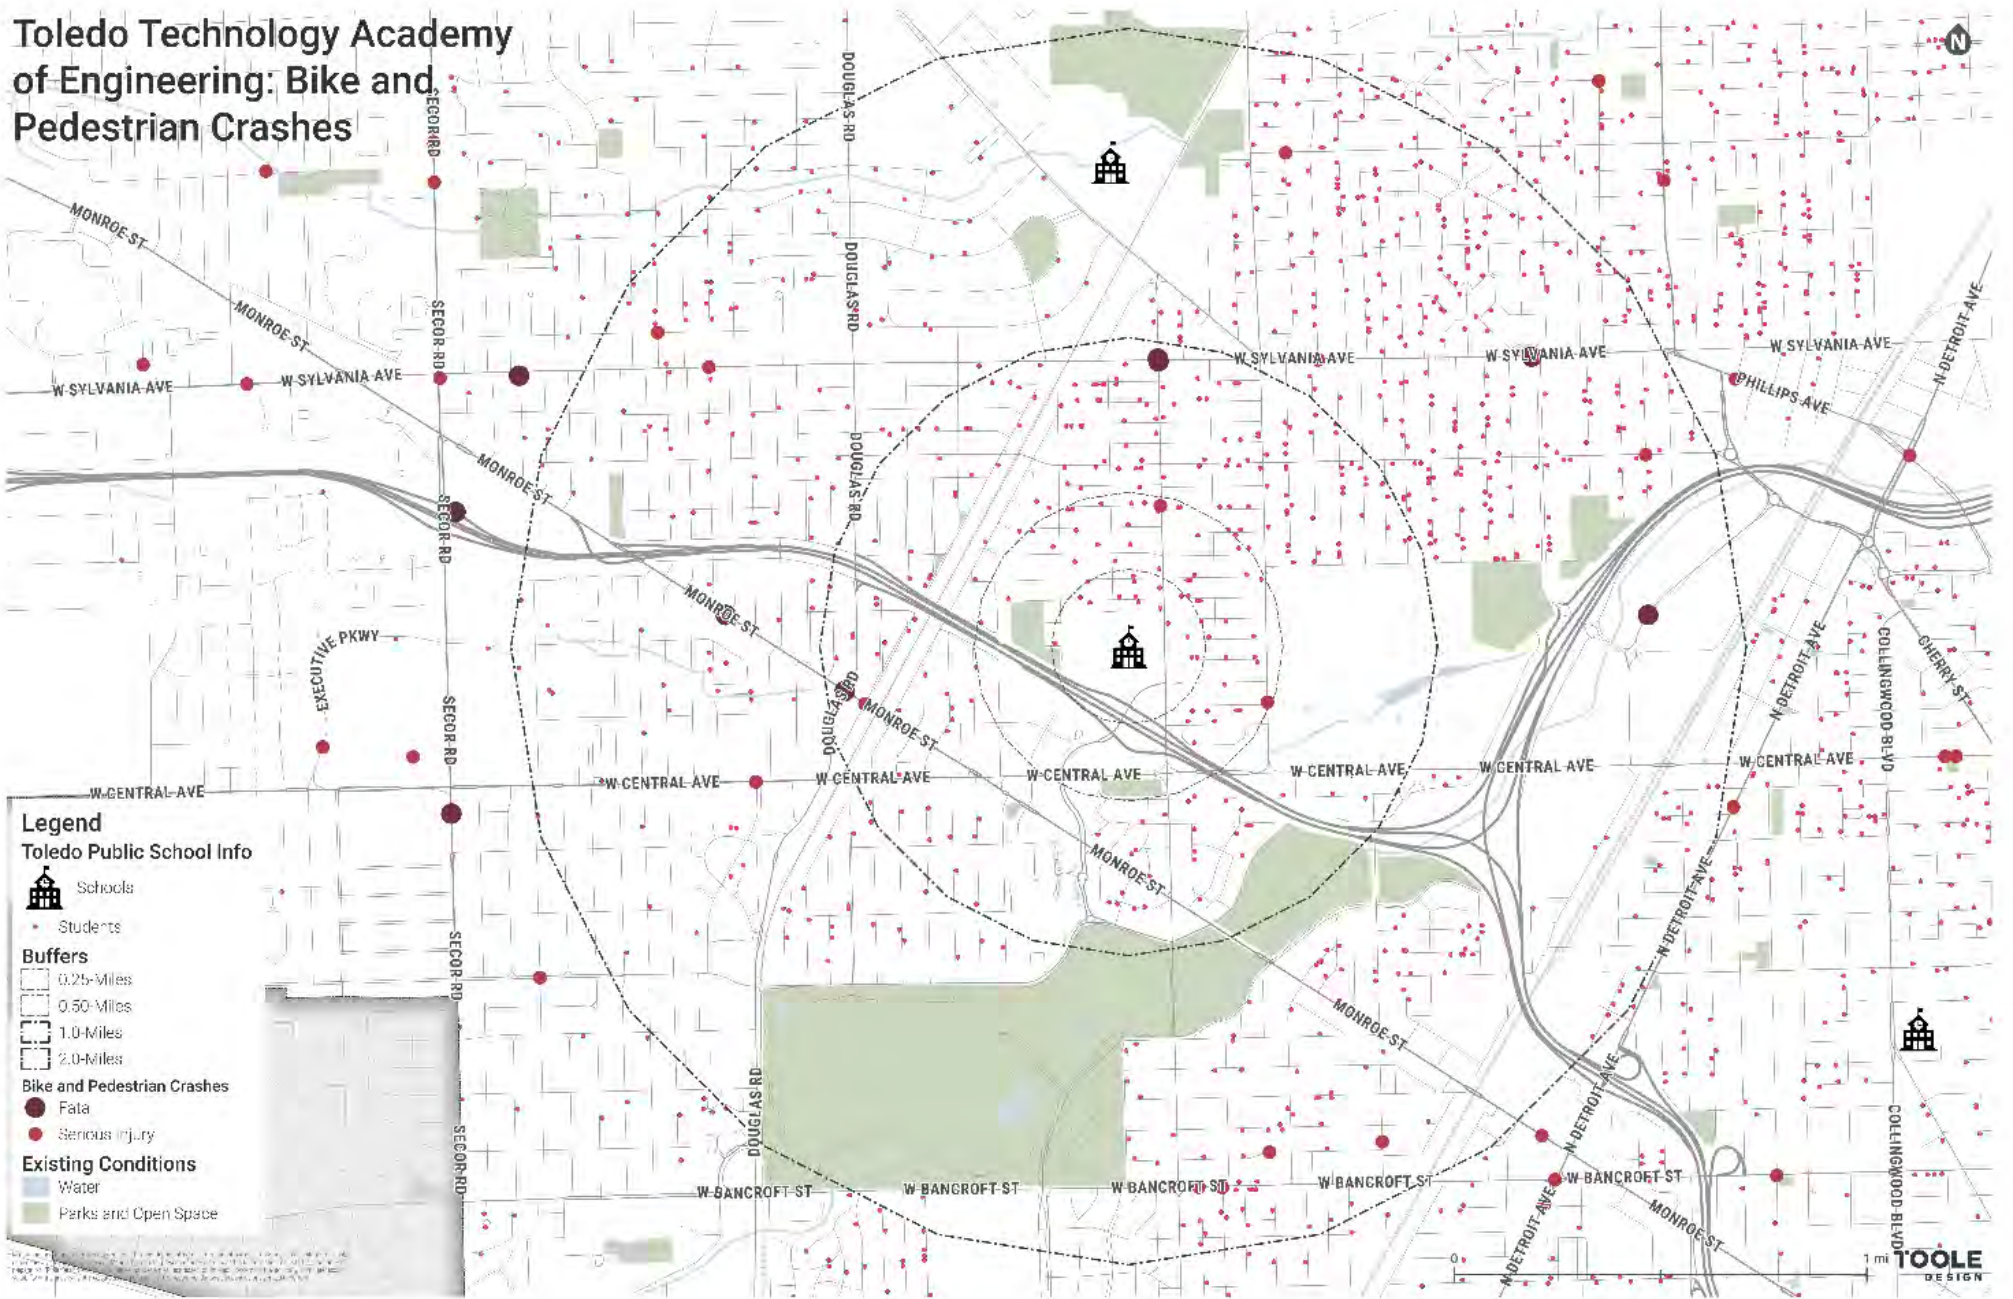 Toledo Technology Academy
of Engineering: Bike and
Pedestrian Crashes
N
SECOR RD
DOUGLAS RD
MONROE ST
DOUGLAS RD
MONROE ST
SECOR RD
N DETROIT AVE
W SYLVANIA AVE
W SYLVANIA AVE
W SYLVANIA AVE
W SYLVANIA AVE
W SYLVANIA AVE
PHILLIPS AVE
MONROE ST
DOUGLAS RD
SECOR RD
MONROE ST
EXECUTIVE PKWY
N DETROIT AVE
COLLINGWOOD BLVD
CHERRY ST
SECOR RD
DOUGLAS RD
MONROE ST
W CENTRAL AVE
W CENTRAL AVE
W CENTRAL AVE
W CENTRAL AVE
W CENTRAL AVE
W CENTRAL AVE
W CENTRAL AVE
MONROE ST
N DETROIT AVE
SECOR RD
MONROE ST
DOUGLAS RD
N DETROIT AVE
SECOR RD
COLLINGWOOD BLVD
W BANCROFT ST
W BANCROFT ST
W BANCROFT ST
W BANCROFT ST
W BANCROFT ST
N DETROIT AVE
MONROE ST
Legend
Toledo Public School Info
Schools
Students
Buffers
0.25-Miles
0.50-Miles
1.0-Miles
2.0-Miles
Bike and Pedestrian Crashes
Fata
Serious Injury
Existing Conditions
Water
Parks and Open Space
0 1 mi
TOOLE
DESIGN